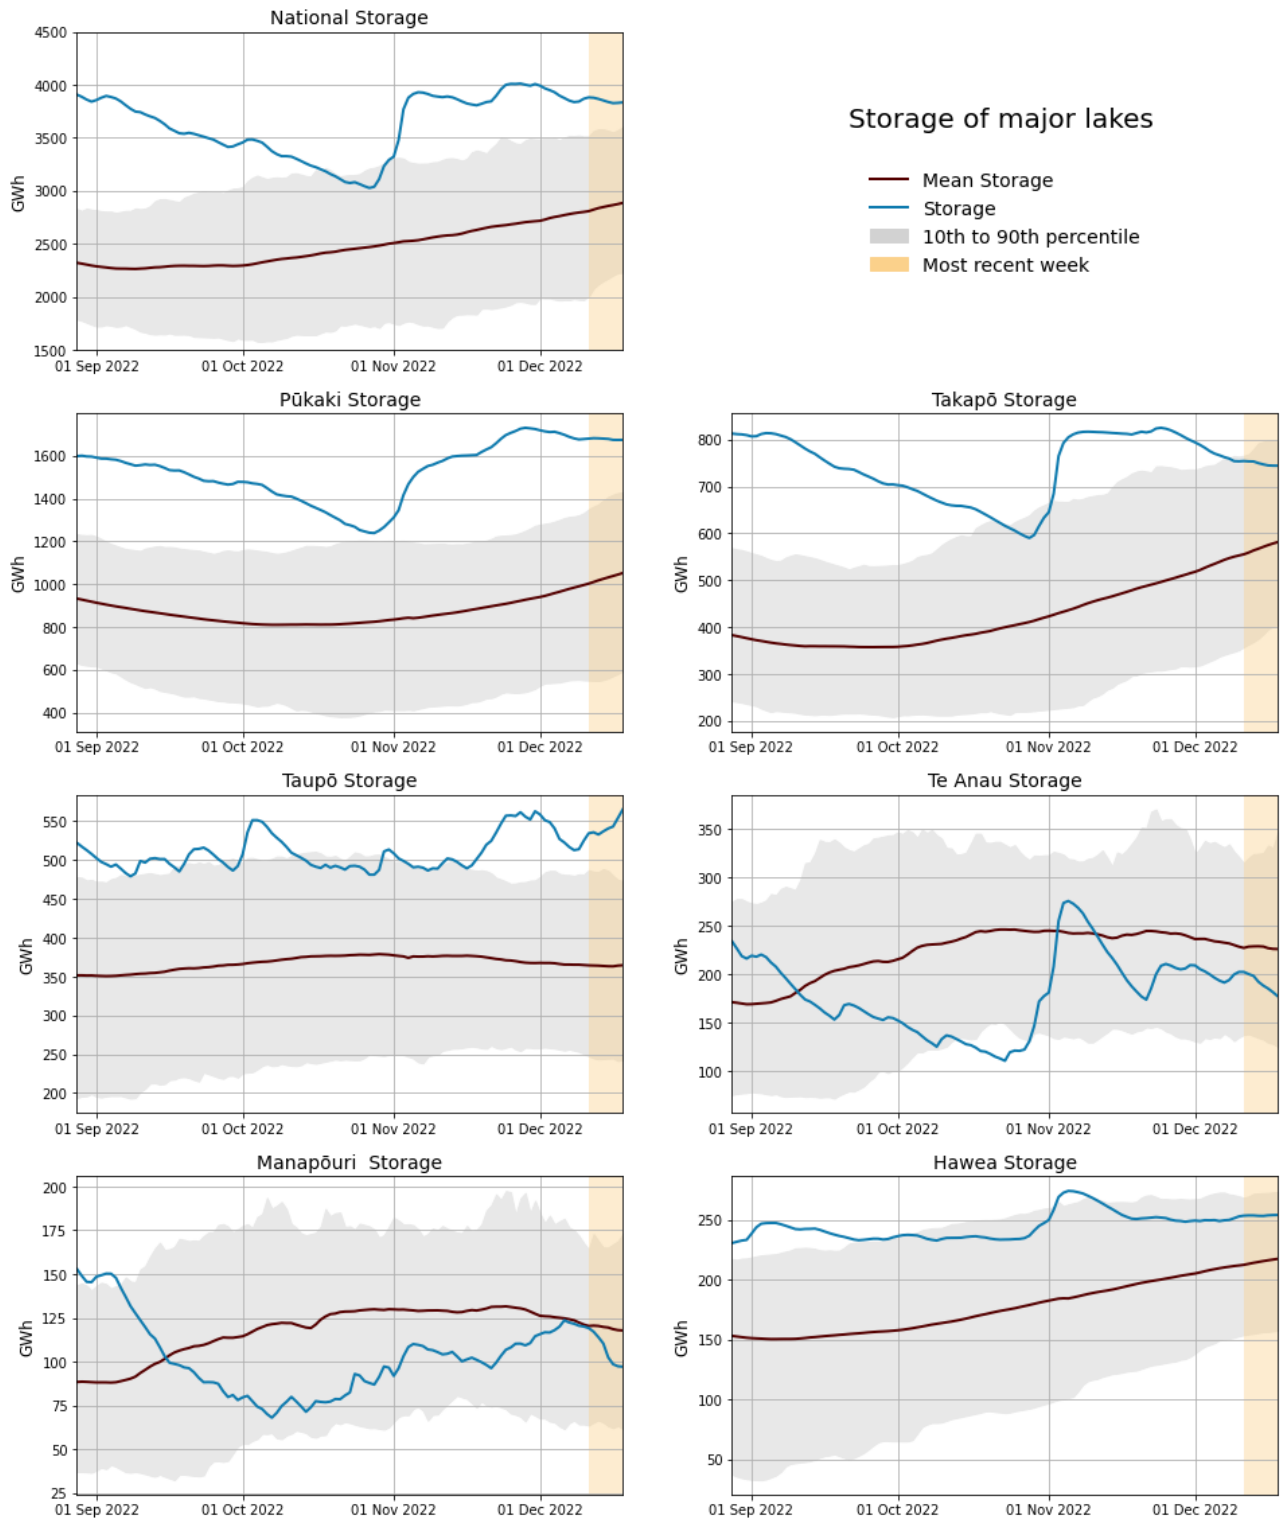 National Storage
4500
4000
3500
3000
2500
2000
1500
GWh
01 Sep 2022 01 Oct 2022 01 Nov 2022 01 Dec 2022
Storage of major lakes
Mean Storage
Storage
10th to 90th percentile
Most recent week
Pūkaki Storage
1600
1400
1200
1000
800
600
400
GWh
01 Sep 2022 01 Oct 2022 01 Nov 2022 01 Dec 2022
Takapō Storage
800
700
600
500
400
300
200
GWh
01 Sep 2022 01 Oct 2022 01 Nov 2022 01 Dec 2022
Taupō Storage
550
500
450
400
350
300
250
200
GWh
01 Sep 2022 01 Oct 2022 01 Nov 2022 01 Dec 2022
Te Anau Storage
350
300
250
200
150
100
GWh
01 Sep 2022 01 Oct 2022 01 Nov 2022 01 Dec 2022
Manapōuri  Storage
200
175
150
125
100
75
50
25
GWh
01 Sep 2022 01 Oct 2022 01 Nov 2022 01 Dec 2022
Hawea Storage
250
200
150
100
50
GWh
01 Sep 2022 01 Oct 2022 01 Nov 2022 01 Dec 2022